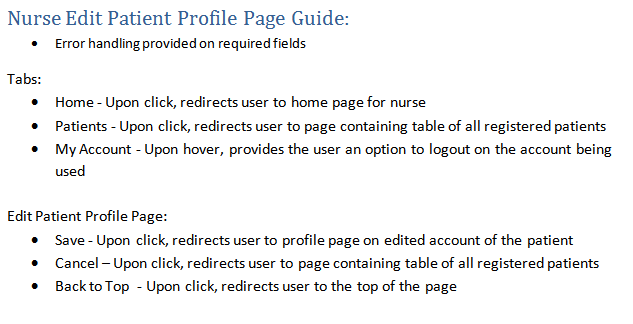 Nurse Edit Patient Profile Page Guide:
• Error handling provided on required fields
Tabs:
• Home - Upon click, redirects user to home page for nurse
• Patients - Upon click, redirects user to page containing table of all registered patients
• My Account - Upon hover, provides the user an option to logout on the account being
used
Edit Patient Profile Page:
• Save - Upon click, redirects user to profile page on edited account of the patient
• Cancel – Upon click, redirects user to page containing table of all registered patients
• Back to Top  - Upon click, redirects user to the top of the page